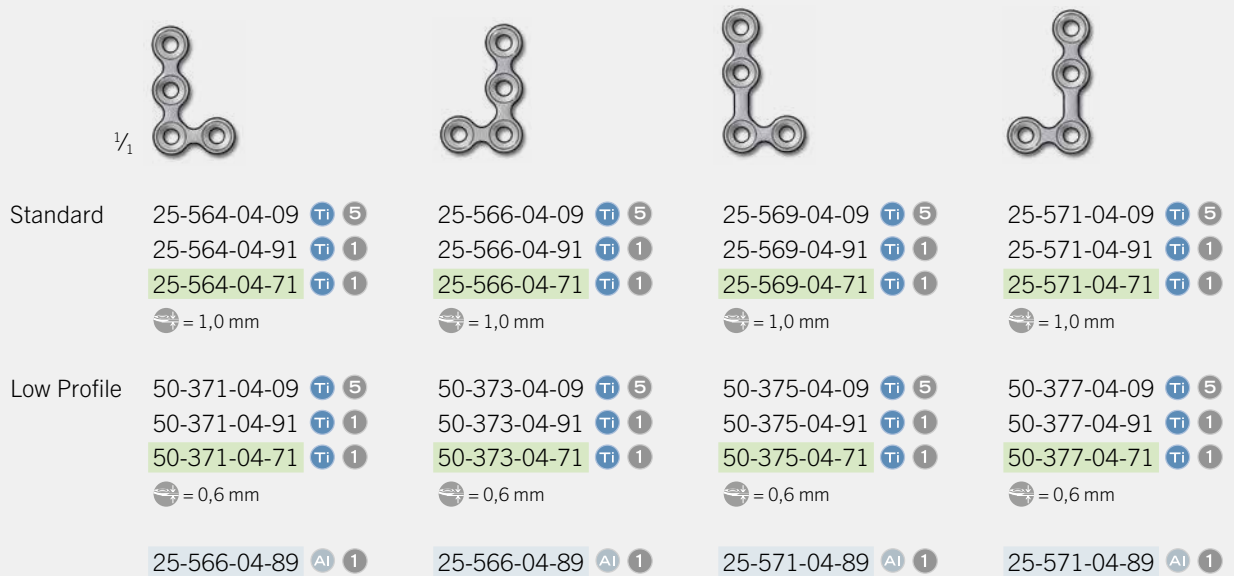 1/1
Standard 25-564-04-09 Ti 5 25-566-04-09 Ti 5 25-569-04-09 Ti 5 25-571-04-09 Ti 5
25-564-04-91 Ti 1 25-566-04-91 Ti 1 25-569-04-91 Ti 1 25-571-04-91 Ti 1
25-564-04-71 Ti 1 25-566-04-71 Ti 1 25-569-04-71 Ti 1 25-571-04-71 Ti 1
= 1,0 mm = 1,0 mm = 1,0 mm = 1,0 mm
Low Profile 50-371-04-09 Ti 5 50-373-04-09 Ti 5 50-375-04-09 Ti 5 50-377-04-09 Ti 5
50-371-04-91 Ti 1 50-373-04-91 Ti 1 50-375-04-91 Ti 1 50-377-04-91 Ti 1
50-371-04-71 Ti 1 50-373-04-71 Ti 1 50-375-04-71 Ti 1 50-377-04-71 Ti 1
= 0,6 mm = 0,6 mm = 0,6 mm = 0,6 mm
25-566-04-89 Al 1 25-566-04-89 Al 1 25-571-04-89 Al 1 25-571-04-89 Al 1